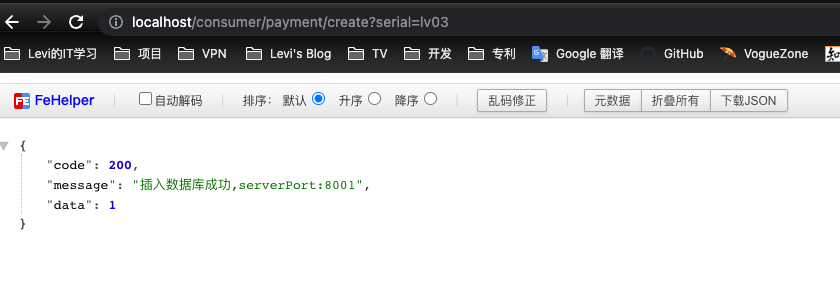 localhost/consumer/payment/create?serial=lv03
Levi的IT学习 项目 VPN Levi's Blog TV 开发 专利 Google 翻译 GitHub VogueZone 知
FeHelper 自动解码 排序: 默认 升序 降序 乱码修正 元数据 折叠所有 下载JSON
{
"code": 200,
"message": "插入数据库成功,serverPort:8001",
"data": 1
}